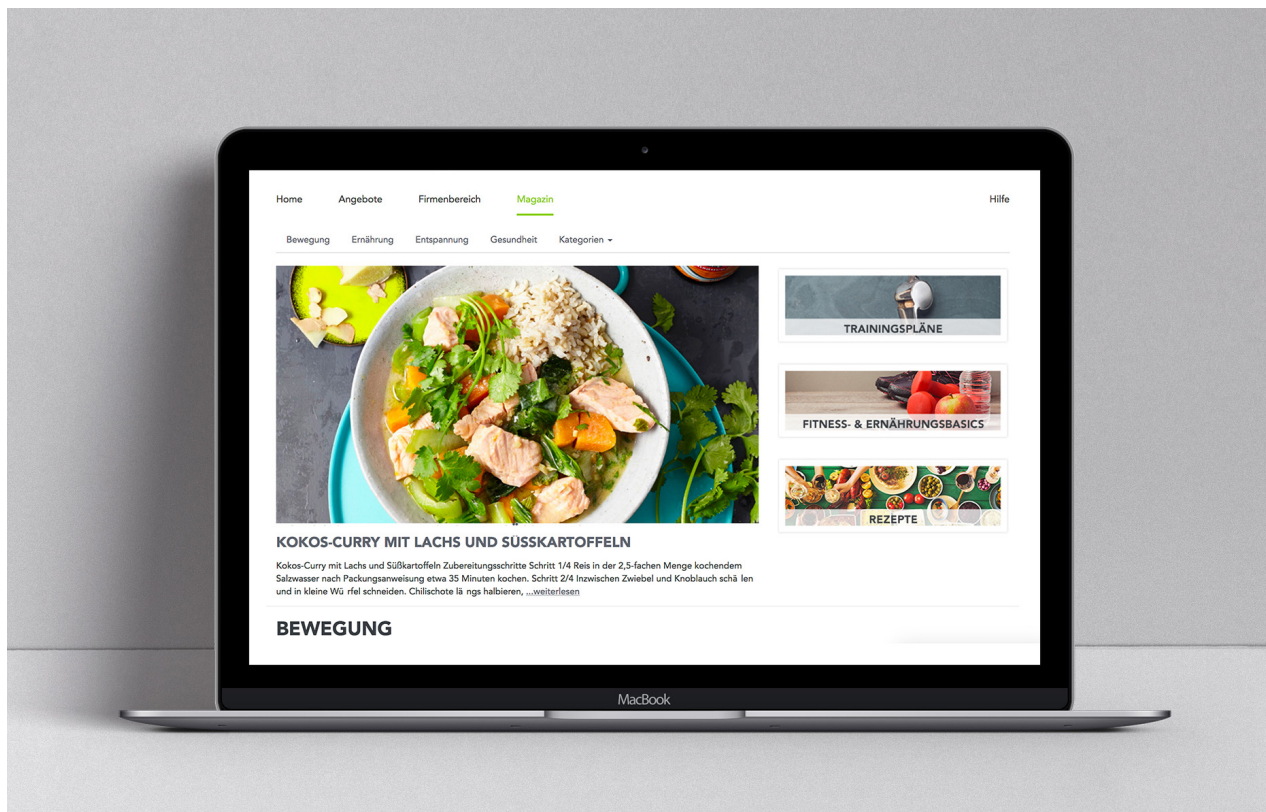 Home Angebote Firmenbereich Magazin Hilfe
Bewegung Ernährung Entspannung Gesundheit Kategorien
TRAININGSPLÄNE
FITNESS- & ERNÄHRUNGSBASICS
REZEPTE
KOKOS-CURRY MIT LACHS UND SÜSSKARTOFFELN
Kokos-Curry mit Lachs und Süßkartoffeln Zubereitungsschritte Schritt 1/4 Reis in der 2,5-fachen Menge kochendem
Salzwasser nach Packungsanweisung etwa 35 Minuten kochen. Schritt 2/4 Inzwischen Zwiebel und Knoblauch schä len
und in kleine Wü rfel schneiden. Chilischote lä ngs halbieren, ...weiterlesen
BEWEGUNG
MacBook